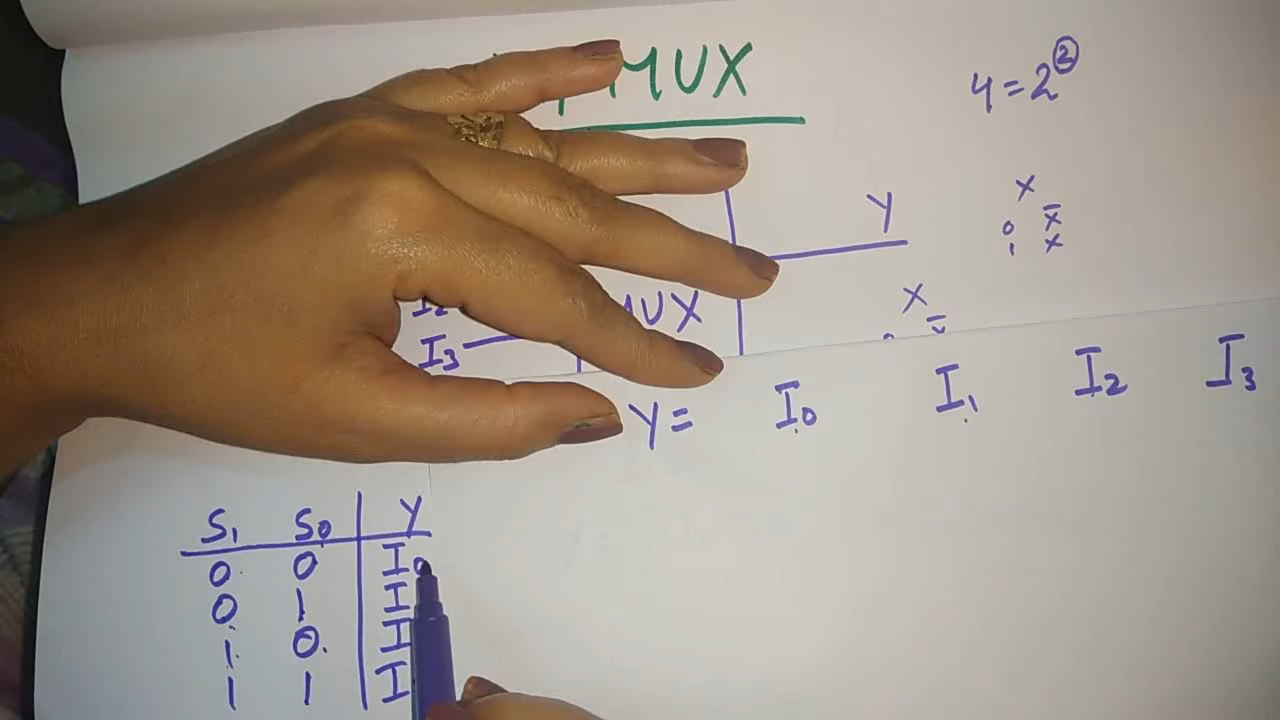 MUX
4 = 2²
Y
X
0 X̅
1 X
I2
MUX
X
I3
Y = I0 I1 I2 I3
S1 S0 Y
0 0 I0
0 1 I
1 0 I
1 1 I